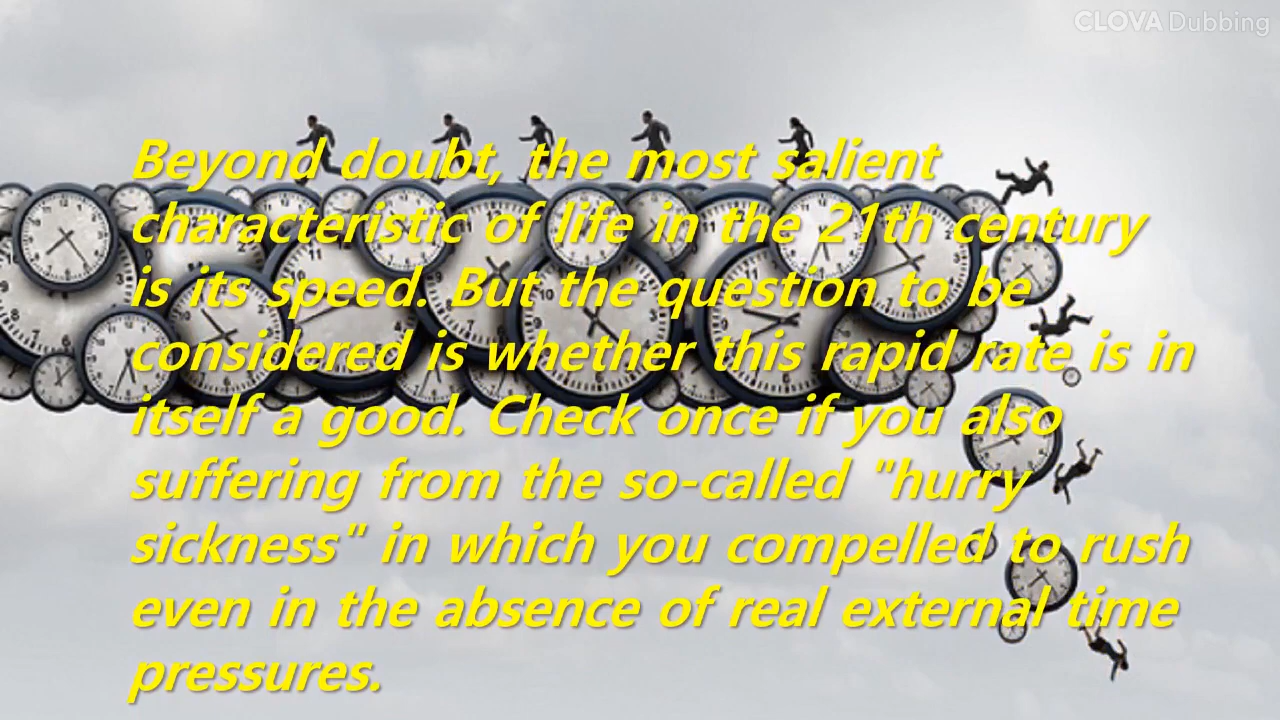 CLOVA Dubbing
Beyond doubt, the most salient
characteristic of life in the 21th century
is its speed. But the question to be
considered is whether this rapid rate is in
itself a good. Check once if you also
suffering from the so-called "hurry
sickness" in which you compelled to rush
even in the absence of real external time
pressures.